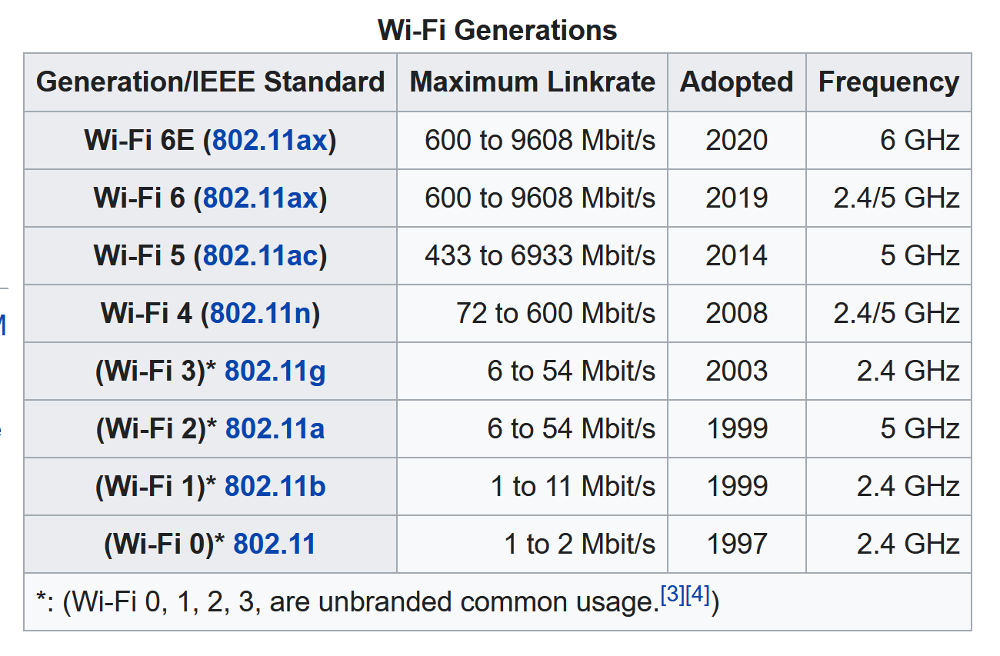 Wi-Fi Generations
Generation/IEEE Standard Maximum Linkrate Adopted Frequency
Wi-Fi 6E (802.11ax) 600 to 9608 Mbit/s 2020 6 GHz
Wi-Fi 6 (802.11ax) 600 to 9608 Mbit/s 2019 2.4/5 GHz
Wi-Fi 5 (802.11ac) 433 to 6933 Mbit/s 2014 5 GHz
Wi-Fi 4 (802.11n) 72 to 600 Mbit/s 2008 2.4/5 GHz
(Wi-Fi 3)* 802.11g 6 to 54 Mbit/s 2003 2.4 GHz
(Wi-Fi 2)* 802.11a 6 to 54 Mbit/s 1999 5 GHz
(Wi-Fi 1)* 802.11b 1 to 11 Mbit/s 1999 2.4 GHz
(Wi-Fi 0)* 802.11 1 to 2 Mbit/s 1997 2.4 GHz
*: (Wi-Fi 0, 1, 2, 3, are unbranded common usage.[3][4])